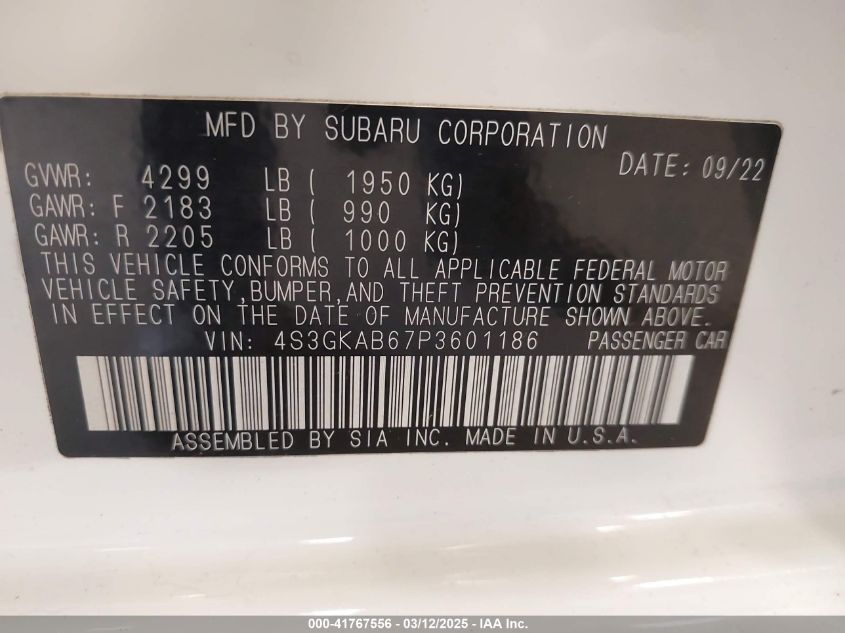 MFD BY SUBARU CORPORATION
DATE: 09/22
GVWR: 4299 LB ( 1950 KG)
GAWR: F 2183 LB ( 990 KG)
GAWR: R 2205 LB ( 1000 KG)
THIS VEHICLE CONFORMS TO ALL APPLICABLE FEDERAL MOTOR
VEHICLE SAFETY,BUMPER,AND THEFT PREVENTION STANDARDS
IN EFFECT ON THE DATE OF MANUFACTURE SHOWN ABOVE.
VIN: 4S3GKAB67P3601186 PASSENGER CAR
ASSEMBLED BY SIA INC. MADE IN U.S.A.
000-41767556 - 03/12/2025 - IAA Inc.